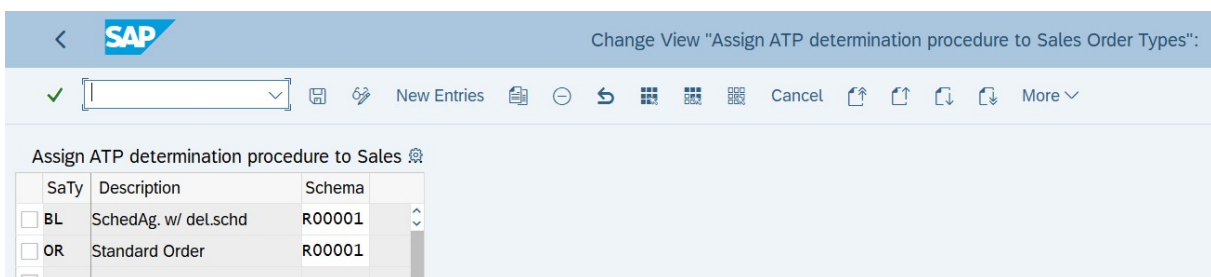 SAP
Change View "Assign ATP determination procedure to Sales Order Types":
New Entries Cancel More
Assign ATP determination procedure to Sales
SaTy Description Schema
BL SchedAg. w/ del.schd R00001
OR Standard Order R00001